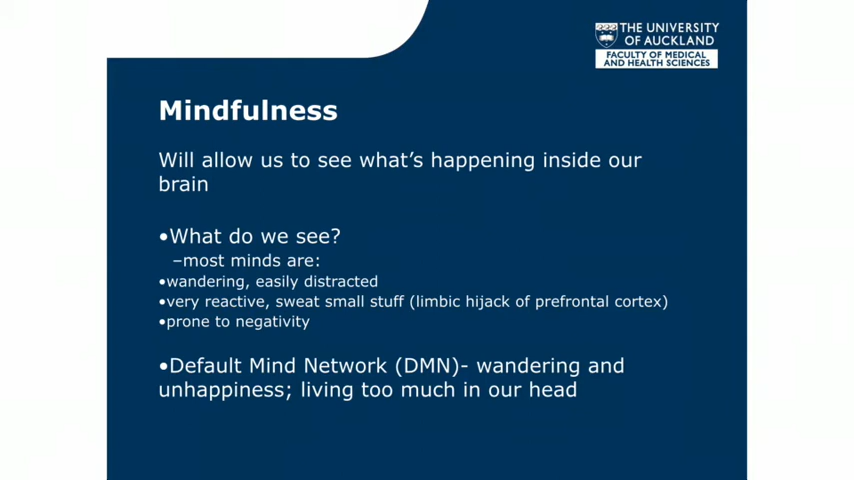 THE UNIVERSITY
OF AUCKLAND
FACULTY OF MEDICAL
AND HEALTH SCIENCES
Mindfulness
Will allow us to see what’s happening inside our
brain
•What do we see?
–most minds are:
•wandering, easily distracted
•very reactive, sweat small stuff (limbic hijack of prefrontal cortex)
•prone to negativity
•Default Mind Network (DMN)- wandering and
unhappiness; living too much in our head